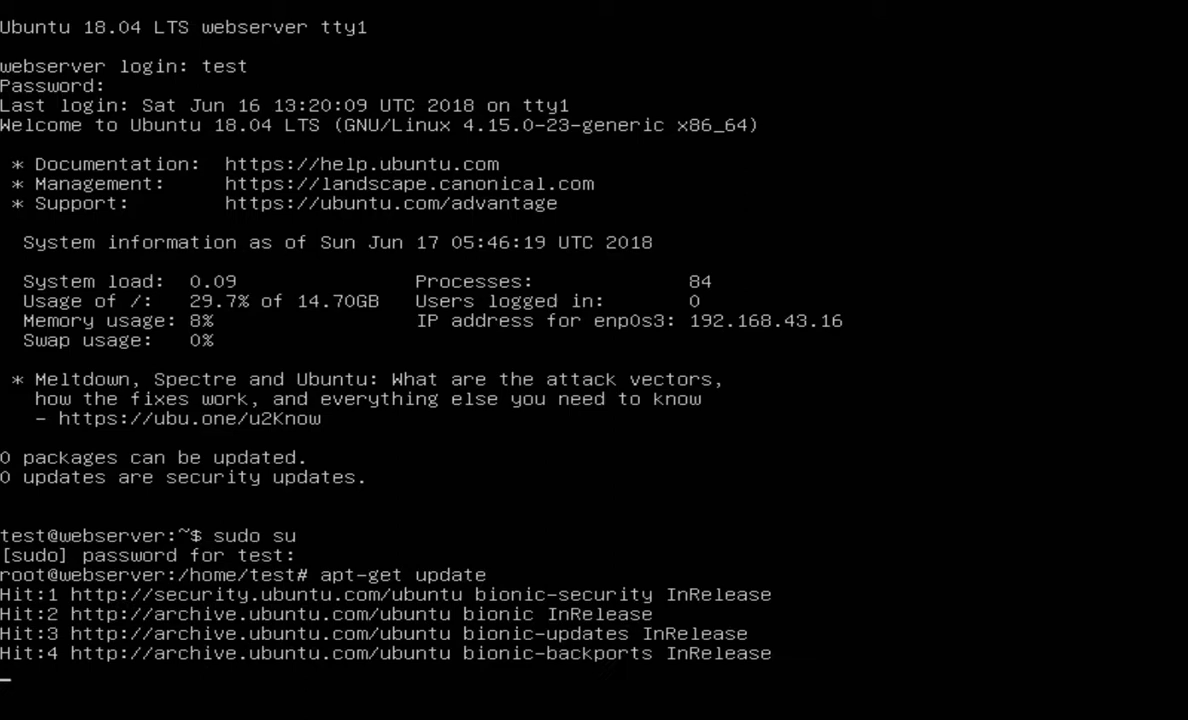 Ubuntu 18.04 LTS webserver tty1
webserver login: test
Password:
Last login: Sat Jun 16 13:20:09 UTC 2018 on tty1
Welcome to Ubuntu 18.04 LTS (GNU/Linux 4.15.0-23-generic x86_64)
* Documentation:  https://help.ubuntu.com
* Management:     https://landscape.canonical.com
* Support:        https://ubuntu.com/advantage
System information as of Sun Jun 17 05:46:19 UTC 2018
System load:  0.09               Processes:             84
Usage of /:   29.7% of 14.70GB   Users logged in:       0
Memory usage: 8%                 IP address for enp0s3: 192.168.43.16
Swap usage:   0%
* Meltdown, Spectre and Ubuntu: What are the attack vectors,
how the fixes work, and everything else you need to know
- https://ubu.one/u2Know
0 packages can be updated.
0 updates are security updates.
test@webserver:~$ sudo su
[sudo] password for test:
root@webserver:/home/test# apt-get update
Hit:1 http://security.ubuntu.com/ubuntu bionic-security InRelease
Hit:2 http://archive.ubuntu.com/ubuntu bionic InRelease
Hit:3 http://archive.ubuntu.com/ubuntu bionic-updates InRelease
Hit:4 http://archive.ubuntu.com/ubuntu bionic-backports InRelease